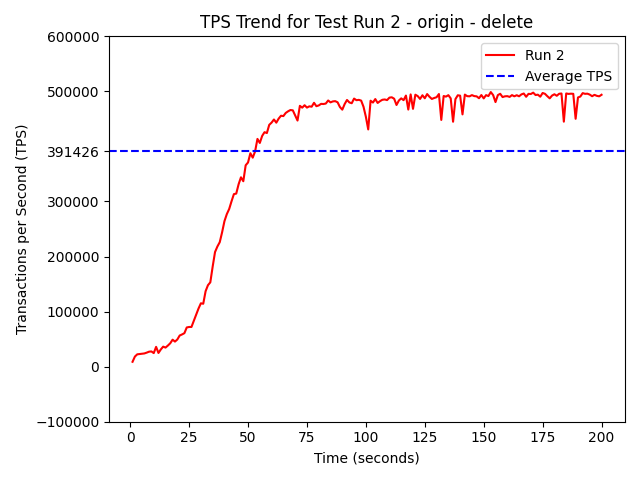 TPS Trend for Test Run 2 - origin - delete
Run 2
Average TPS
Transactions per Second (TPS)
600000
500000
391426
300000
200000
100000
0
−100000
0 25 50 75 100 125 150 175 200
Time (seconds)